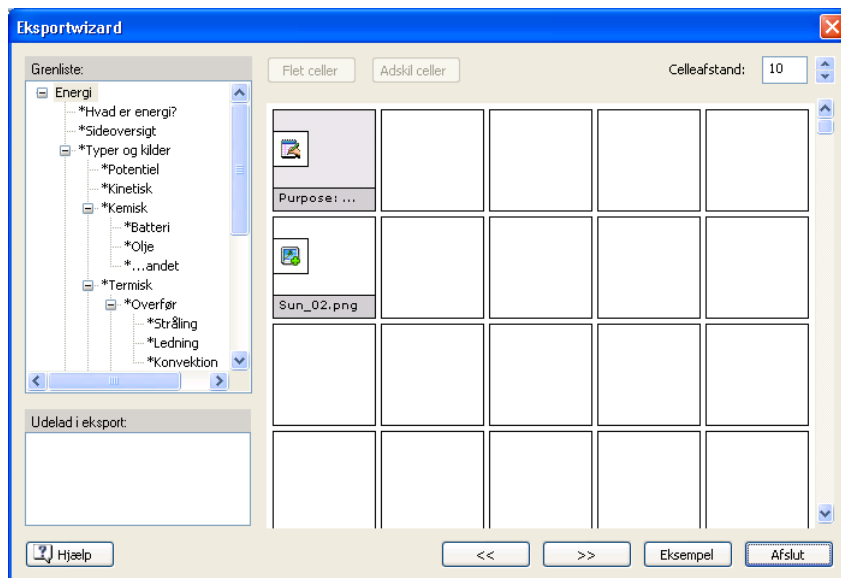 Eksportwizard
Grenliste:
Flet celler
Adskil celler
Celleafstand:
10
Energi
*Hvad er energi?
*Sideoversigt
*Typer og kilder
*Potentiel
*Kinetisk
*Kemisk
*Batteri
*Olje
*...andet
*Termisk
*Overfør
*Stråling
*Ledning
*Konvektion
Purpose: ...
Sun_02.png
Udelad i eksport:
Hjælp
<<
>>
Eksempel
Afslut